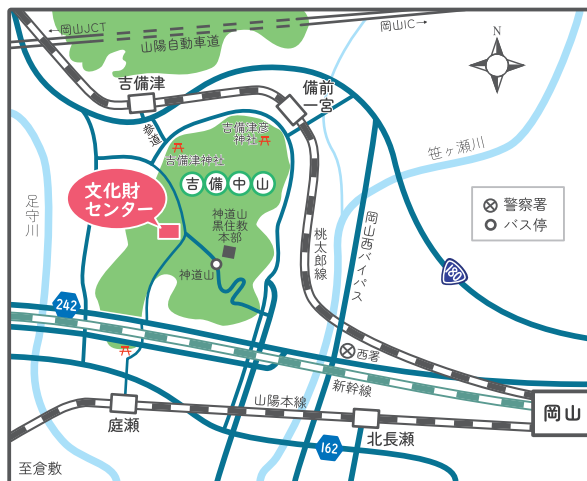 ←岡山JCT
岡山IC→
山陽自動車道
N
吉備津
備前
一宮
参道
吉備津彦
神社
吉備津神社
笹ヶ瀬川
吉備中山
足守川
文化財
センター
神道山
黒住教
本部
警察署
バス停
桃太郎線
岡山西バイパス
神道山
180
242
西署
新幹線
山陽本線
岡山
庭瀬
北長瀬
162
至倉敷